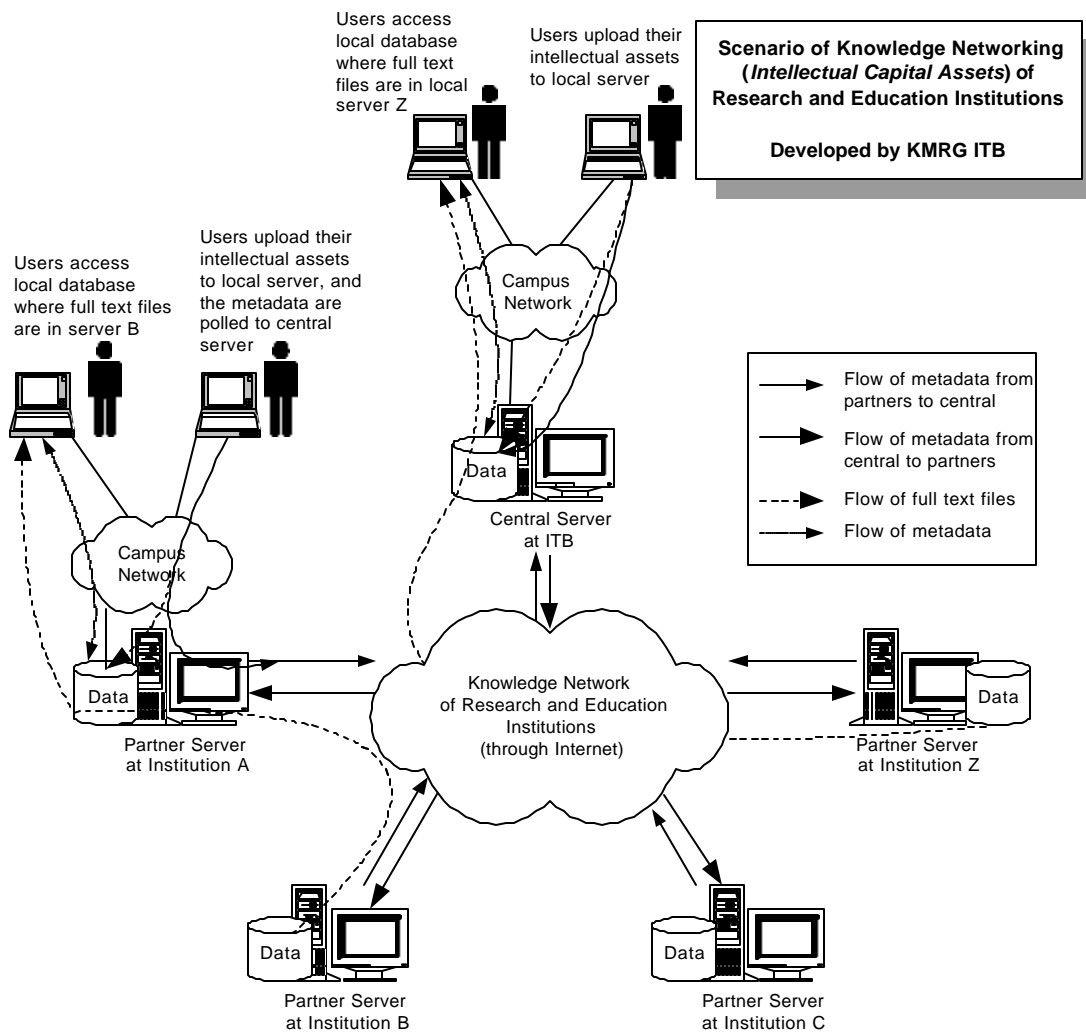 Users access
local database
where full text
files are in local
server Z
Users upload their
intellectual assets
to local server
Scenario of Knowledge Networking
(Intellectual Capital Assets) of
Research and Education Institutions
Developed by KMRG ITB
Users access
local database
where full text files
are in server B
Users upload their
intellectual assets
to local server, and
the metadata are
polled to central
server
Campus
Network
Flow of metadata from
partners to central
Flow of metadata from
central to partners
Flow of full text files
Flow of metadata
Data
Central Server
at ITB
Campus
Network
Data
Partner Server
at Institution A
Knowledge Network
of Research and Education
Institutions
(through Internet)
Data
Partner Server
at Institution Z
Data
Partner Server
at Institution B
Data
Partner Server
at Institution C